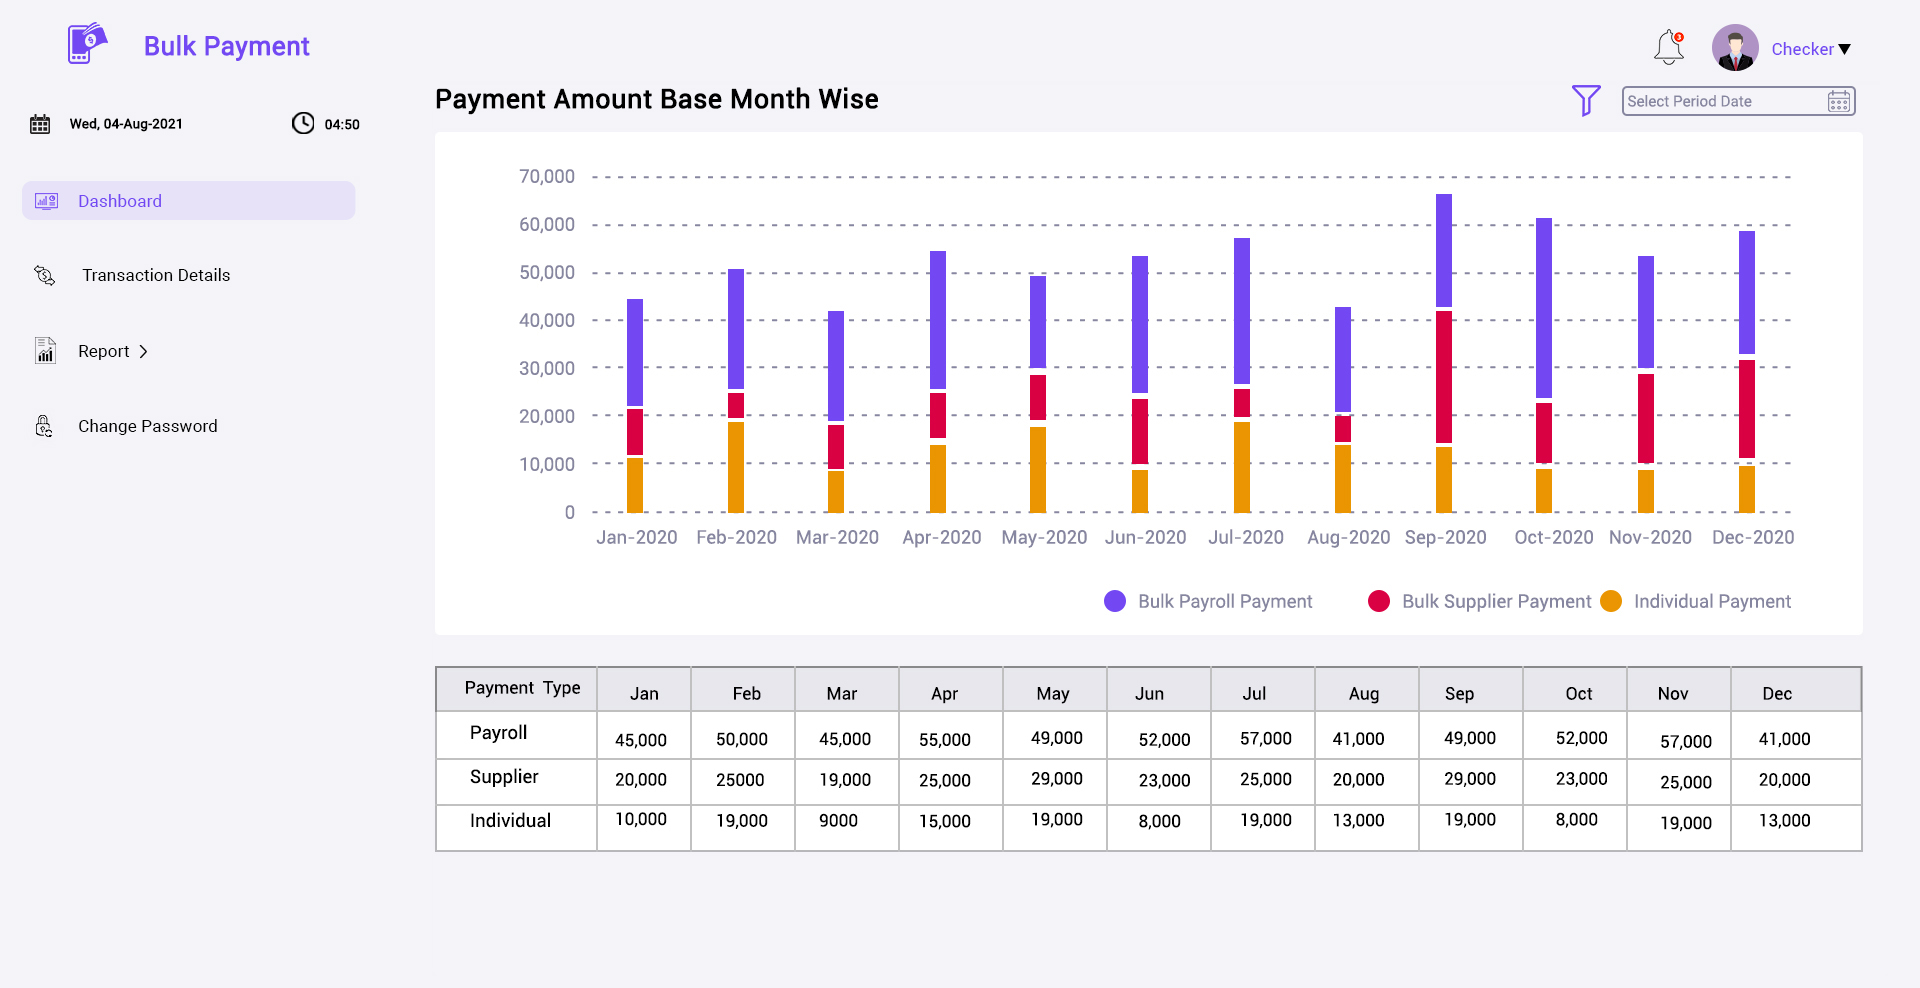 Bulk Payment
3
Checker
Payment Amount Base Month Wise
Select Period Date
Wed, 04-Aug-2021
04:50
Dashboard
Transaction Details
Report
Change Password
70,000
60,000
50,000
40,000
30,000
20,000
10,000
0
Jan-2020 Feb-2020 Mar-2020 Apr-2020 May-2020 Jun-2020 Jul-2020 Aug-2020 Sep-2020 Oct-2020 Nov-2020 Dec-2020
Bulk Payroll Payment Bulk Supplier Payment Individual Payment
Payment Type Jan Feb Mar Apr May Jun Jul Aug Sep Oct Nov Dec
Payroll 45,000 50,000 45,000 55,000 49,000 52,000 57,000 41,000 49,000 52,000 57,000 41,000
Supplier 20,000 25000 19,000 25,000 29,000 23,000 25,000 20,000 29,000 23,000 25,000 20,000
Individual 10,000 19,000 9000 15,000 19,000 8,000 19,000 13,000 19,000 8,000 19,000 13,000